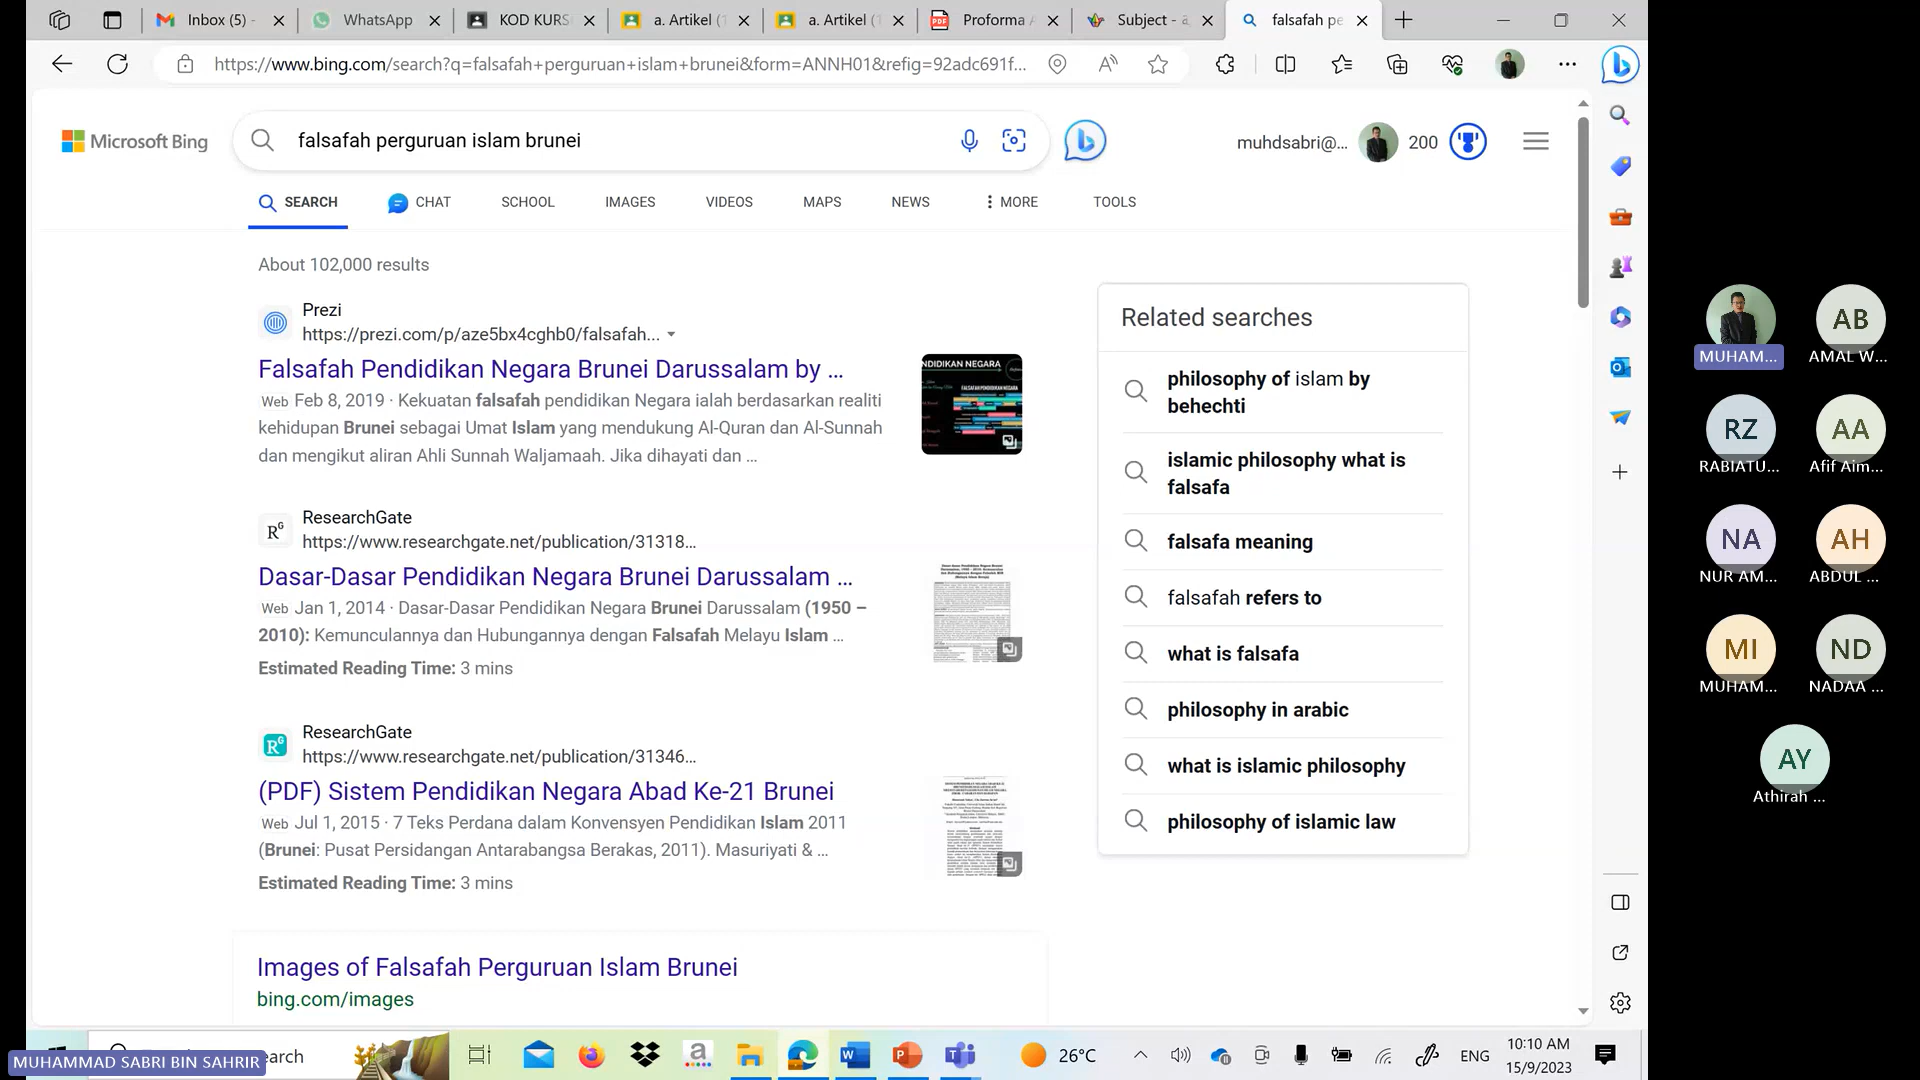 Inbox (5) -
WhatsApp
KOD KURS
a. Artikel (1
a. Artikel (1
Proforma A
Subject - a
falsafah pe
https://www.bing.com/search?q=falsafah+perguruan+islam+brunei&form=ANNH01&refig=92adc691f...
Microsoft Bing
falsafah perguruan islam brunei
muhdsabri@...
200
SEARCH
CHAT
SCHOOL
IMAGES
VIDEOS
MAPS
NEWS
MORE
TOOLS
About 102,000 results
Prezi
https://prezi.com/p/aze5bx4cghb0/falsafah...
Falsafah Pendidikan Negara Brunei Darussalam by ...
Web Feb 8, 2019 · Kekuatan falsafah pendidikan Negara ialah berdasarkan realiti
kehidupan Brunei sebagai Umat Islam yang mendukung Al-Quran dan Al-Sunnah
dan mengikut aliran Ahli Sunnah Waljamaah. Jika dihayati dan ...
ResearchGate
https://www.researchgate.net/publication/31318...
Dasar-Dasar Pendidikan Negara Brunei Darussalam ...
Web Jan 1, 2014 · Dasar-Dasar Pendidikan Negara Brunei Darussalam (1950 –
2010): Kemunculannya dan Hubungannya dengan Falsafah Melayu Islam ...
Estimated Reading Time: 3 mins
ResearchGate
https://www.researchgate.net/publication/31346...
(PDF) Sistem Pendidikan Negara Abad Ke-21 Brunei
Web Jul 1, 2015 · 7 Teks Perdana dalam Konvensyen Pendidikan Islam 2011
(Brunei: Pusat Persidangan Antarabangsa Berakas, 2011). Masuriyati & ...
Estimated Reading Time: 3 mins
Images of Falsafah Perguruan Islam Brunei
bing.com/images
Related searches
philosophy of islam by
behechti
islamic philosophy what is
falsafa
falsafa meaning
falsafah refers to
what is falsafa
philosophy in arabic
what is islamic philosophy
philosophy of islamic law
MUHAM...
AB
AMAL W...
RZ
RABIATU...
AA
Afif Aim...
NA
NUR AM...
AH
ABDUL ...
MI
MUHAM...
ND
NADAA ...
AY
Athirah ...
earch
MUHAMMAD SABRI BIN SAHRIR
26°C
ENG
10:10 AM
15/9/2023